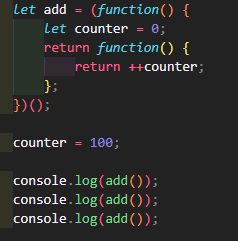 let add = (function() {
    let counter = 0;
    return function() {
        return ++counter;
    };
})();

counter = 100;

console.log(add());
console.log(add());
console.log(add());